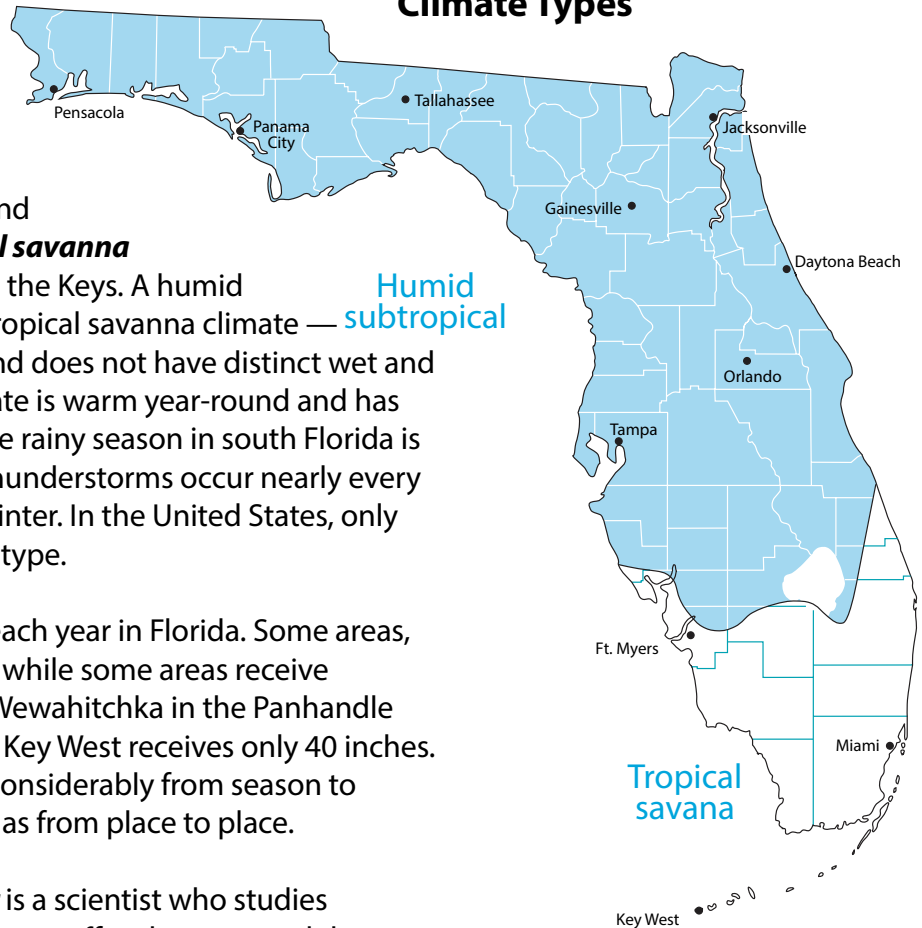 Climate Types
Pensacola
Tallahassee
Panama
City
Jacksonville
Gainesville
Daytona Beach
Orlando
Tampa
Ft. Myers
Miami
Key West
Humid
subtropical
Tropical
savana
nd
l savanna
the Keys. A humid
ropical savanna climate —
nd does not have distinct wet and
ate is warm year-round and has
e rainy season in south Florida is
hunderstorms occur nearly every
inter. In the United States, only
type.
each year in Florida. Some areas,
while some areas receive
Wewahitchka in the Panhandle
Key West receives only 40 inches.
onsiderably from season to
as from place to place.
is a scientist who studies